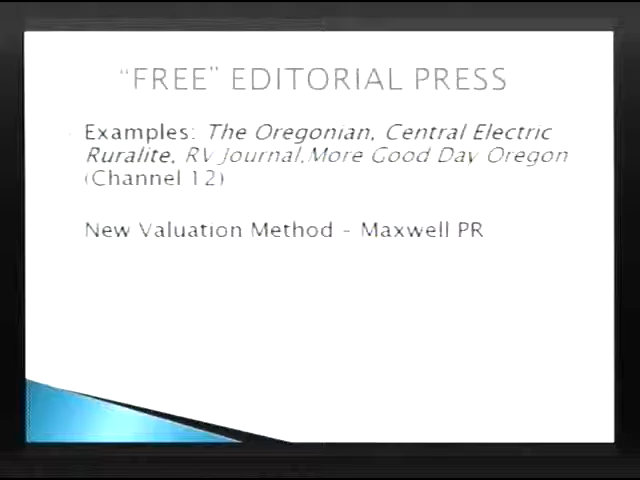 “FREE” EDITORIAL PRESS
Examples: The Oregonian, Central Electric
Ruralite, RV Journal,More Good Day Oregon
(Channel 12)
New Valuation Method - Maxwell PR